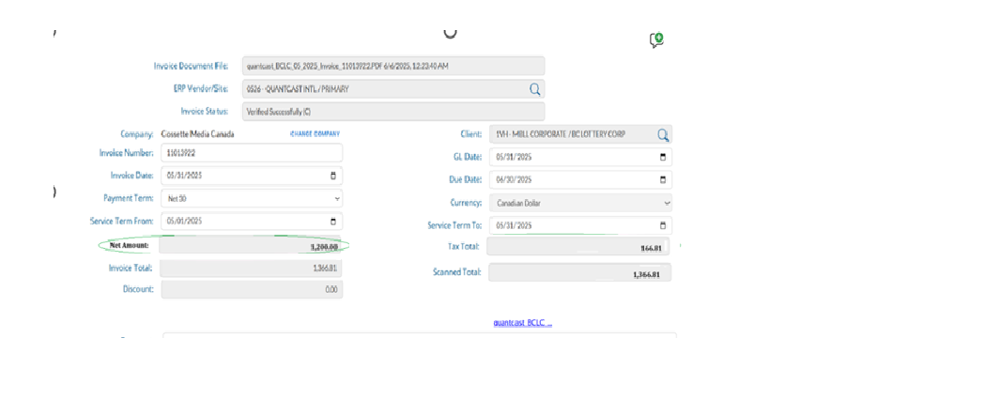 Invoice Document File: quantcast_BCLC_05_2025_Invoice_11013922.PDF 6/6/2025, 12:23:40 AM
ERP Vendor/Site: 0526 - QUANTCAST INTL / PRIMARY
Invoice Status: Verified Successfully (C)
Company: Cossette Media Canada CHANGE COMPANY Client: 1VH - MBLL CORPORATE / BC LOTTERY CORP
Invoice Number: 11013922 GL Date: 05/31/2025
Invoice Date: 05/31/2025 Due Date: 06/30/2025
Payment Term: Net 30 Currency: Canadian Dollar
Service Term From: 05/01/2025 Service Term To: 05/31/2025
Net Amount: 1,200.00 Tax Total: 166.81
Invoice Total: 1,366.81 Scanned Total: 1,366.81
Discount: 0.00
quantcast_BCLC_...